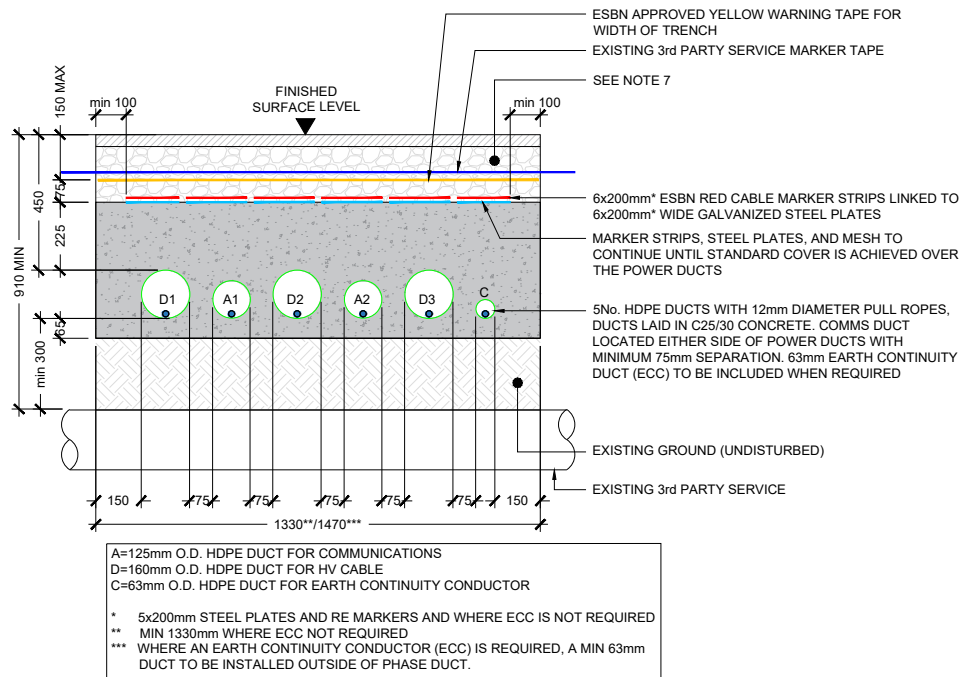 ESBN APPROVED YELLOW WARNING TAPE FOR
WIDTH OF TRENCH
EXISTING 3rd PARTY SERVICE MARKER TAPE
SEE NOTE 7
150 MAX
min 100
FINISHED
SURFACE LEVEL
min 100
910 MIN
450
75
225
65
min 300
6x200mm* ESBN RED CABLE MARKER STRIPS LINKED TO
6x200mm* WIDE GALVANIZED STEEL PLATES
MARKER STRIPS, STEEL PLATES, AND MESH TO
CONTINUE UNTIL STANDARD COVER IS ACHIEVED OVER
THE POWER DUCTS
D1
A1
D2
A2
D3
C
5No. HDPE DUCTS WITH 12mm DIAMETER PULL ROPES,
DUCTS LAID IN C25/30 CONCRETE. COMMS DUCT
LOCATED EITHER SIDE OF POWER DUCTS WITH
MINIMUM 75mm SEPARATION. 63mm EARTH CONTINUITY
DUCT (ECC) TO BE INCLUDED WHEN REQUIRED
EXISTING GROUND (UNDISTURBED)
EXISTING 3rd PARTY SERVICE
150
75
75
75
75
75
150
1330**/1470***
A=125mm O.D. HDPE DUCT FOR COMMUNICATIONS
D=160mm O.D. HDPE DUCT FOR HV CABLE
C=63mm O.D. HDPE DUCT FOR EARTH CONTINUITY CONDUCTOR
* 5x200mm STEEL PLATES AND RE MARKERS AND WHERE ECC IS NOT REQUIRED
** MIN 1330mm WHERE ECC NOT REQUIRED
*** WHERE AN EARTH CONTINUITY CONDUCTOR (ECC) IS REQUIRED, A MIN 63mm
DUCT TO BE INSTALLED OUTSIDE OF PHASE DUCT.